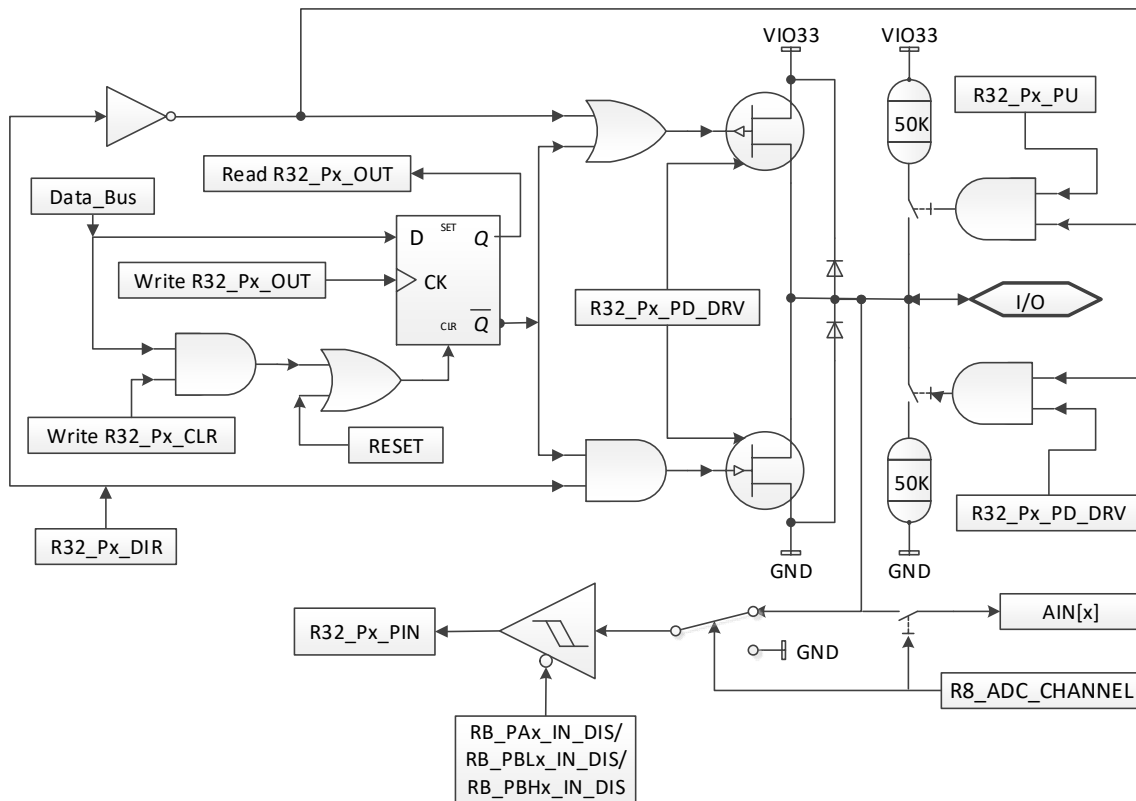 VIO33
VIO33
R32_Px_PU
50K
Read R32_Px_OUT
Data_Bus
D
SET
Q
Write R32_Px_OUT
CK
R32_Px_PD_DRV
I/O
CLR
Q
Write R32_Px_CLR
RESET
50K
R32_Px_PD_DRV
R32_Px_DIR
GND
GND
R32_Px_PIN
AIN[x]
GND
R8_ADC_CHANNEL
RB_PAx_IN_DIS/
RB_PBLx_IN_DIS/
RB_PBHx_IN_DIS